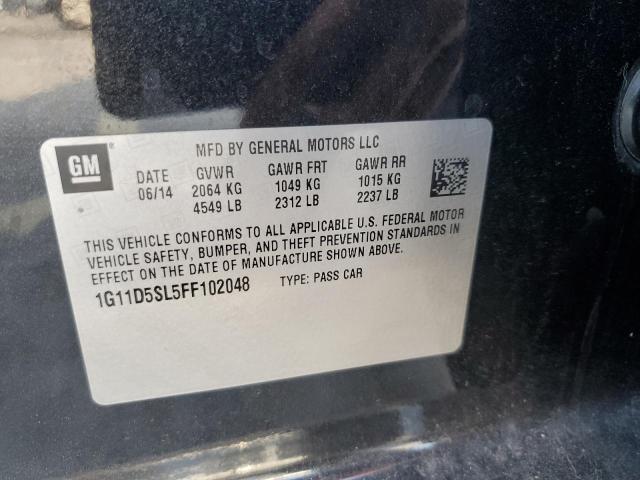 GM
MFD BY GENERAL MOTORS LLC
DATE GVWR GAWR FRT GAWR RR
06/14 2064 KG 1049 KG 1015 KG
4549 LB 2312 LB 2237 LB
THIS VEHICLE CONFORMS TO ALL APPLICABLE U.S. FEDERAL MOTOR
VEHICLE SAFETY, BUMPER, AND THEFT PREVENTION STANDARDS IN
EFFECT ON THE DATE OF MANUFACTURE SHOWN ABOVE.
1G11D5SL5FF102048 TYPE: PASS CAR